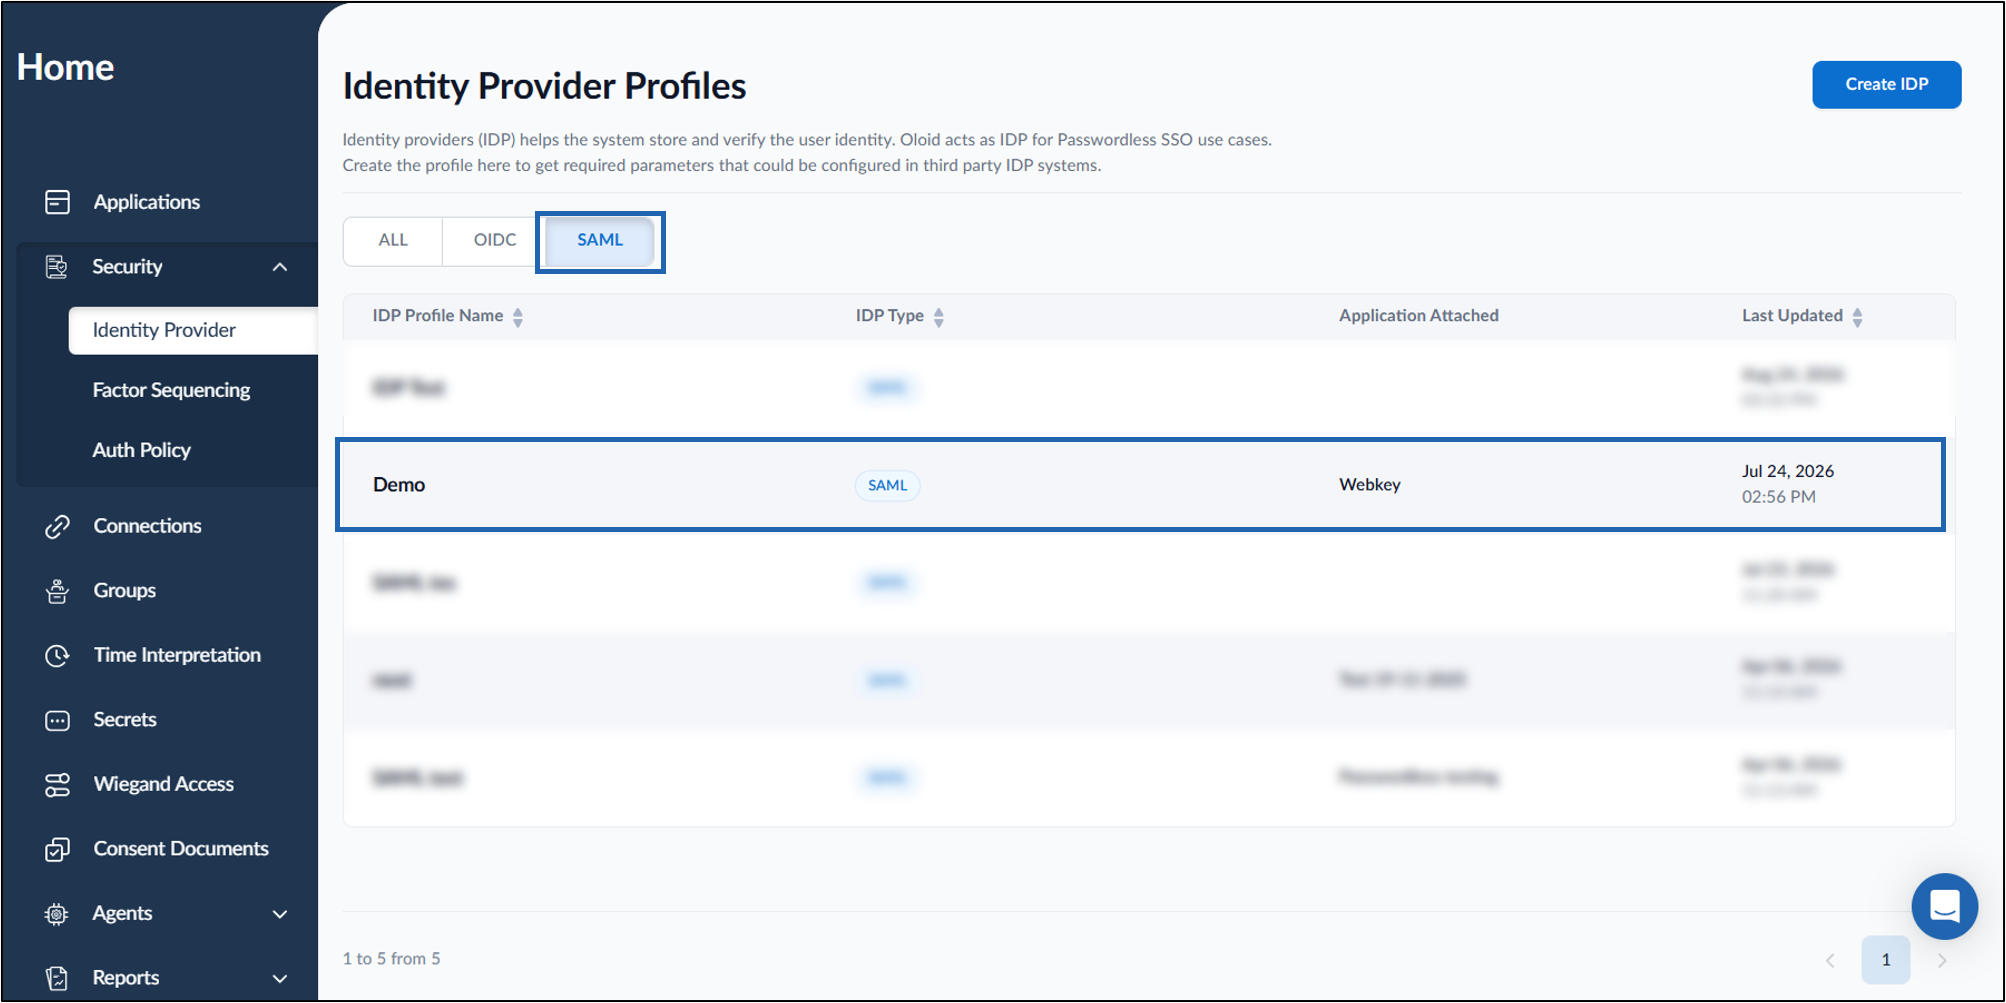 Home
Applications
Security
Identity Provider
Factor Sequencing
Auth Policy
Connections
Groups
Time Interpretation
Secrets
Wiegand Access
Consent Documents
Agents
Reports
Identity Provider Profiles
Create IDP
Identity providers (IDP) helps the system store and verify the user identity. Oloid acts as IDP for Passwordless SSO use cases.
Create the profile here to get required parameters that could be configured in third party IDP systems.
ALL OIDC SAML
IDP Profile Name IDP Type Application Attached Last Updated
Demo SAML Webkey Jul 24, 2026
02:56 PM
1 to 5 from 5
1